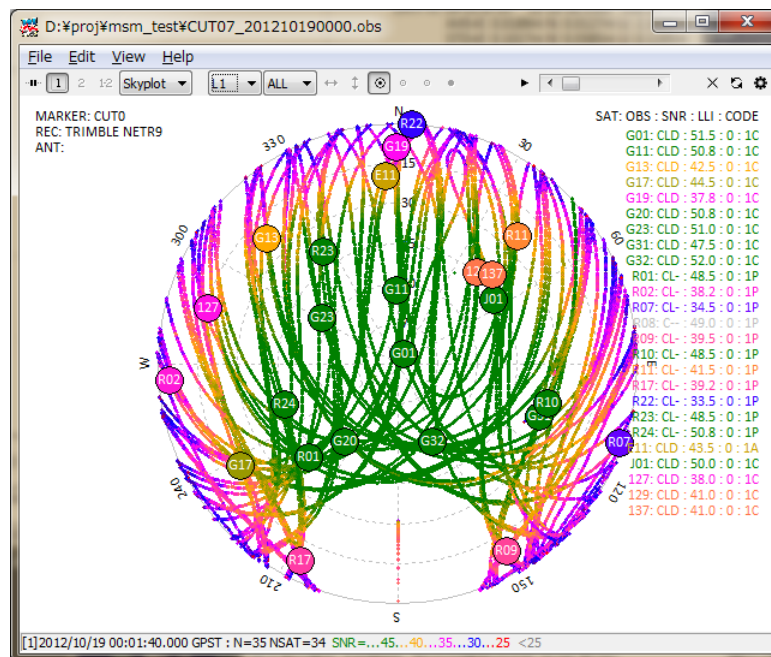 D:¥proj¥msm_test¥CUT07_201210190000.obs
File Edit View Help
1 2 1-2 Skyplot L1 ALL
MARKER: CUT0
REC: TRIMBLE NETR9
ANT:
SAT: OBS : SNR : LLI : CODE
G01: CLD : 51.5 : 0 : 1C
G11: CLD : 50.8 : 0 : 1C
G13: CLD : 42.5 : 0 : 1C
G17: CLD : 44.5 : 0 : 1C
G19: CLD : 37.8 : 0 : 1C
G20: CLD : 50.8 : 0 : 1C
G23: CLD : 51.0 : 0 : 1C
G31: CLD : 47.5 : 0 : 1C
G32: CLD : 52.0 : 0 : 1C
R01: CL- : 48.5 : 0 : 1P
R02: CL- : 38.2 : 0 : 1P
R07: CL- : 34.5 : 0 : 1P
R08: C-- : 49.0 : 0 : 1P
R09: CL- : 39.5 : 0 : 1P
R10: CL- : 48.5 : 0 : 1P
R11: CL- : 41.5 : 0 : 1P
R17: CL- : 39.2 : 0 : 1P
R22: CL- : 33.5 : 0 : 1P
R23: CL- : 48.5 : 0 : 1P
R24: CL- : 50.8 : 0 : 1P
E11: CLD : 43.5 : 0 : 1A
J01: CLD : 50.0 : 0 : 1C
127: CLD : 38.0 : 0 : 1C
129: CLD : 41.0 : 0 : 1C
137: CLD : 41.0 : 0 : 1C
N
R22
330
G19
30
15
E11
30
300
G13
R23
R11
60
137
G11
J01
127
G23
G01
W
E
R02
R24
R10
G20
G32
R07
R01
G17
240
120
R17
R09
210
150
S
[1]2012/10/19 00:01:40.000 GPST : N=35 NSAT=34 SNR=...45...40...35...30...25 <25